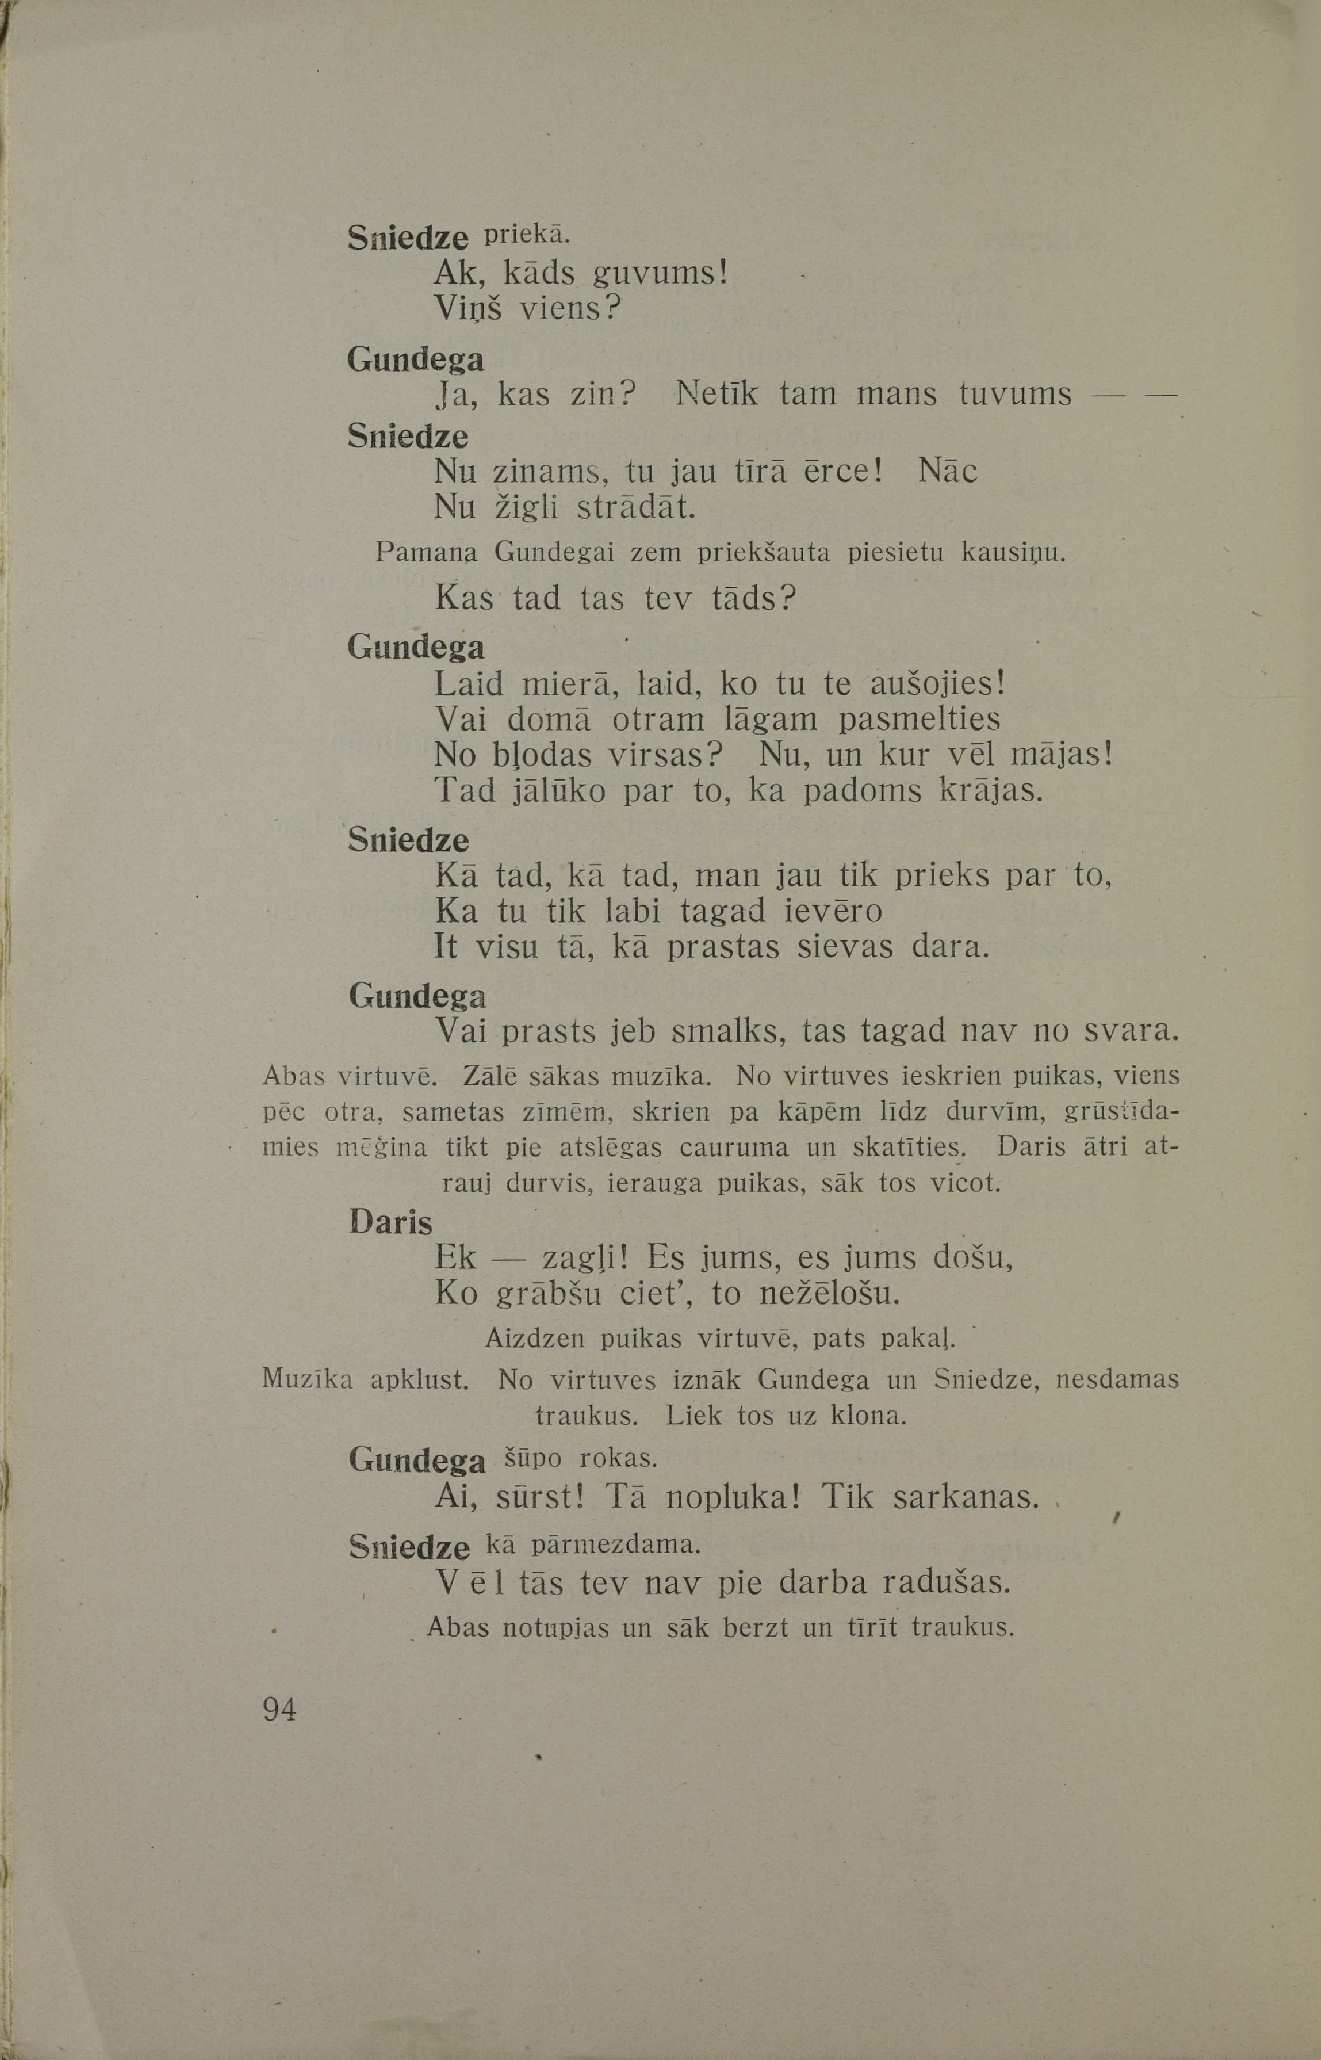 Sniedze priekā.
Ak, kāds guvums!
Viņš viens?
Gundega
Ja, kas zin? Netīk tam mans tuvums — —
Sniedze
Nu zinams, tu jau tīrā ērce! Nāc
Nu žigli strādāt.
Pamana Gundegai zem priekšauta piesietu kausiņu.
Kas tad tas tev tāds?
Gundega
Laid mierā, laid, ko tu te aušojies!
Vai domā otram lāgam pasmelties
No bļodas virsas? Nu, un kur vēl mājas!
Tad jālūko par to, ka padoms krājas.
Sniedze
Kā tad, kā tad, man jau tik prieks par to,
Ka tu tik labi tagad ievēro
It visu tā, kā prastas sievas dara.
Gundega
Vai prasts jeb smalks, tas tagad nav no svara.
Abas virtuvē. Zālē sākas muzīka. No virtuves ieskrien puikas, viens
pēc otra, sametas zīmēm, skrien pa kāpēm līdz durvīm, grūstīda-
mies mēģina tikt pie atslēgas cauruma un skatīties. Daris ātri at-
rauj durvis, ierauga puikas, sāk tos vicot.
Daris
Ek — zagļi! Es jums, es jums došu,
Ko grābšu ciet’, to nežēlošu.
Aizdzen puikas virtuvē, pats pakaļ.
Muzīka apklust. No virtuves iznāk Gundega un Sniedze, nesdamas
traukus. Liek tos uz klona.
Gundega šūpo rokas.
Ai, sūrst! Tā nopluka! Tik sarkanas.
Sniedze kā pārmezdama.
Vēl tās tev nav pie darba radušas.
Abas notupjas un sāk berzt un tīrīt traukus.
94